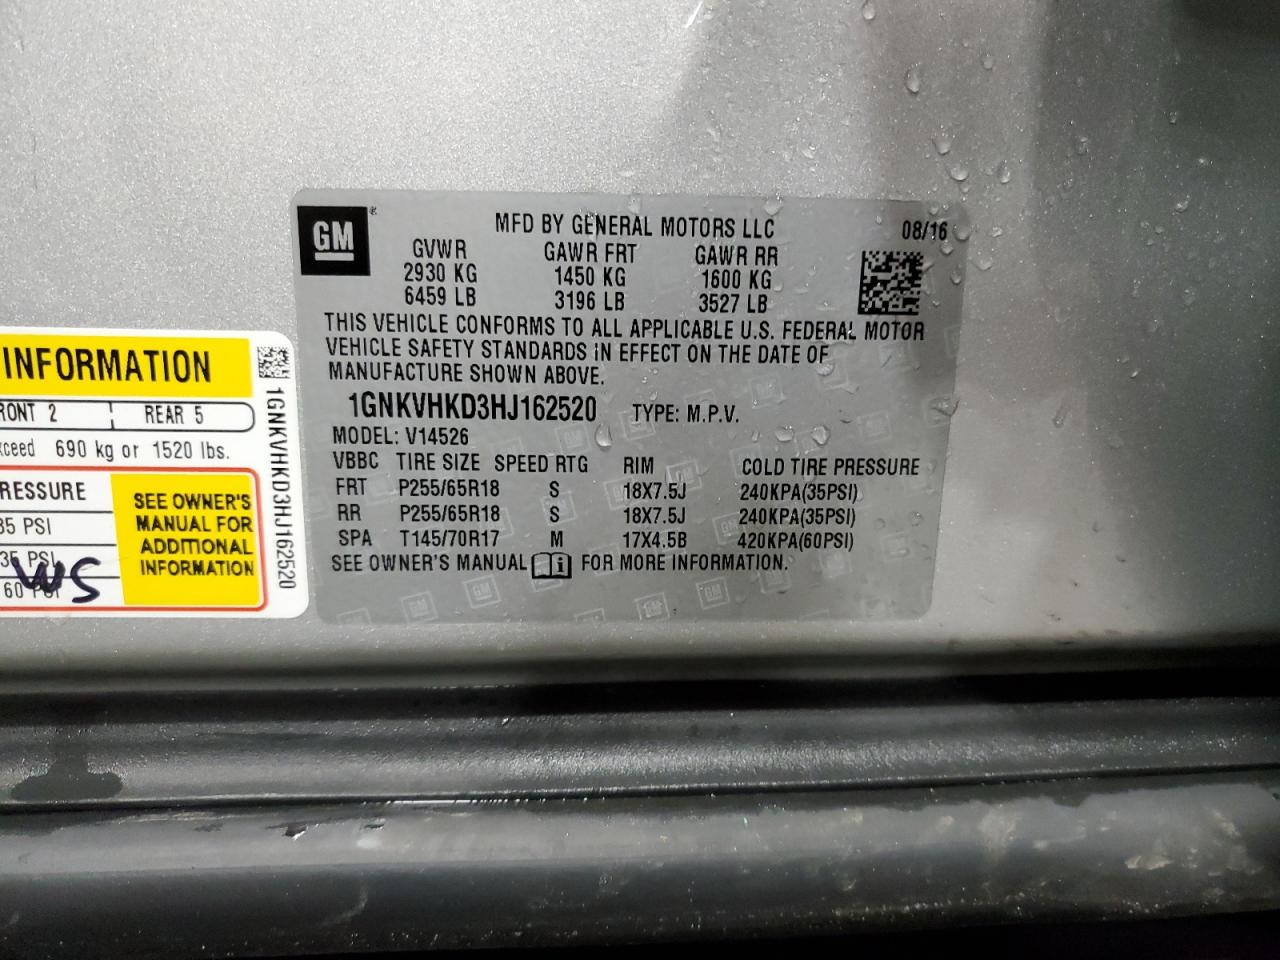 GM ®
MFD BY GENERAL MOTORS LLC 08/16
GVWR GAWR FRT GAWR RR
2930 KG 1450 KG 1600 KG
6459 LB 3196 LB 3527 LB
THIS VEHICLE CONFORMS TO ALL APPLICABLE U.S. FEDERAL MOTOR
VEHICLE SAFETY STANDARDS IN EFFECT ON THE DATE OF
MANUFACTURE SHOWN ABOVE.
1GNKVHKD3HJ162520 TYPE: M.P.V.
MODEL: V14526
VBBC TIRE SIZE SPEED RTG RIM COLD TIRE PRESSURE
FRT P255/65R18 S 18X7.5J 240KPA(35PSI)
RR P255/65R18 S 18X7.5J 240KPA(35PSI)
SPA T145/70R17 M 17X4.5B 420KPA(60PSI)
SEE OWNER'S MANUAL i FOR MORE INFORMATION.
INFORMATION
RONT 2 REAR 5
xceed 690 kg or 1520 lbs.
RESSURE
35 PSI
35 PSI
60 PSI
WS
SEE OWNER'S
MANUAL FOR
ADDITIONAL
INFORMATION
1GNKVHKD3HJ162520